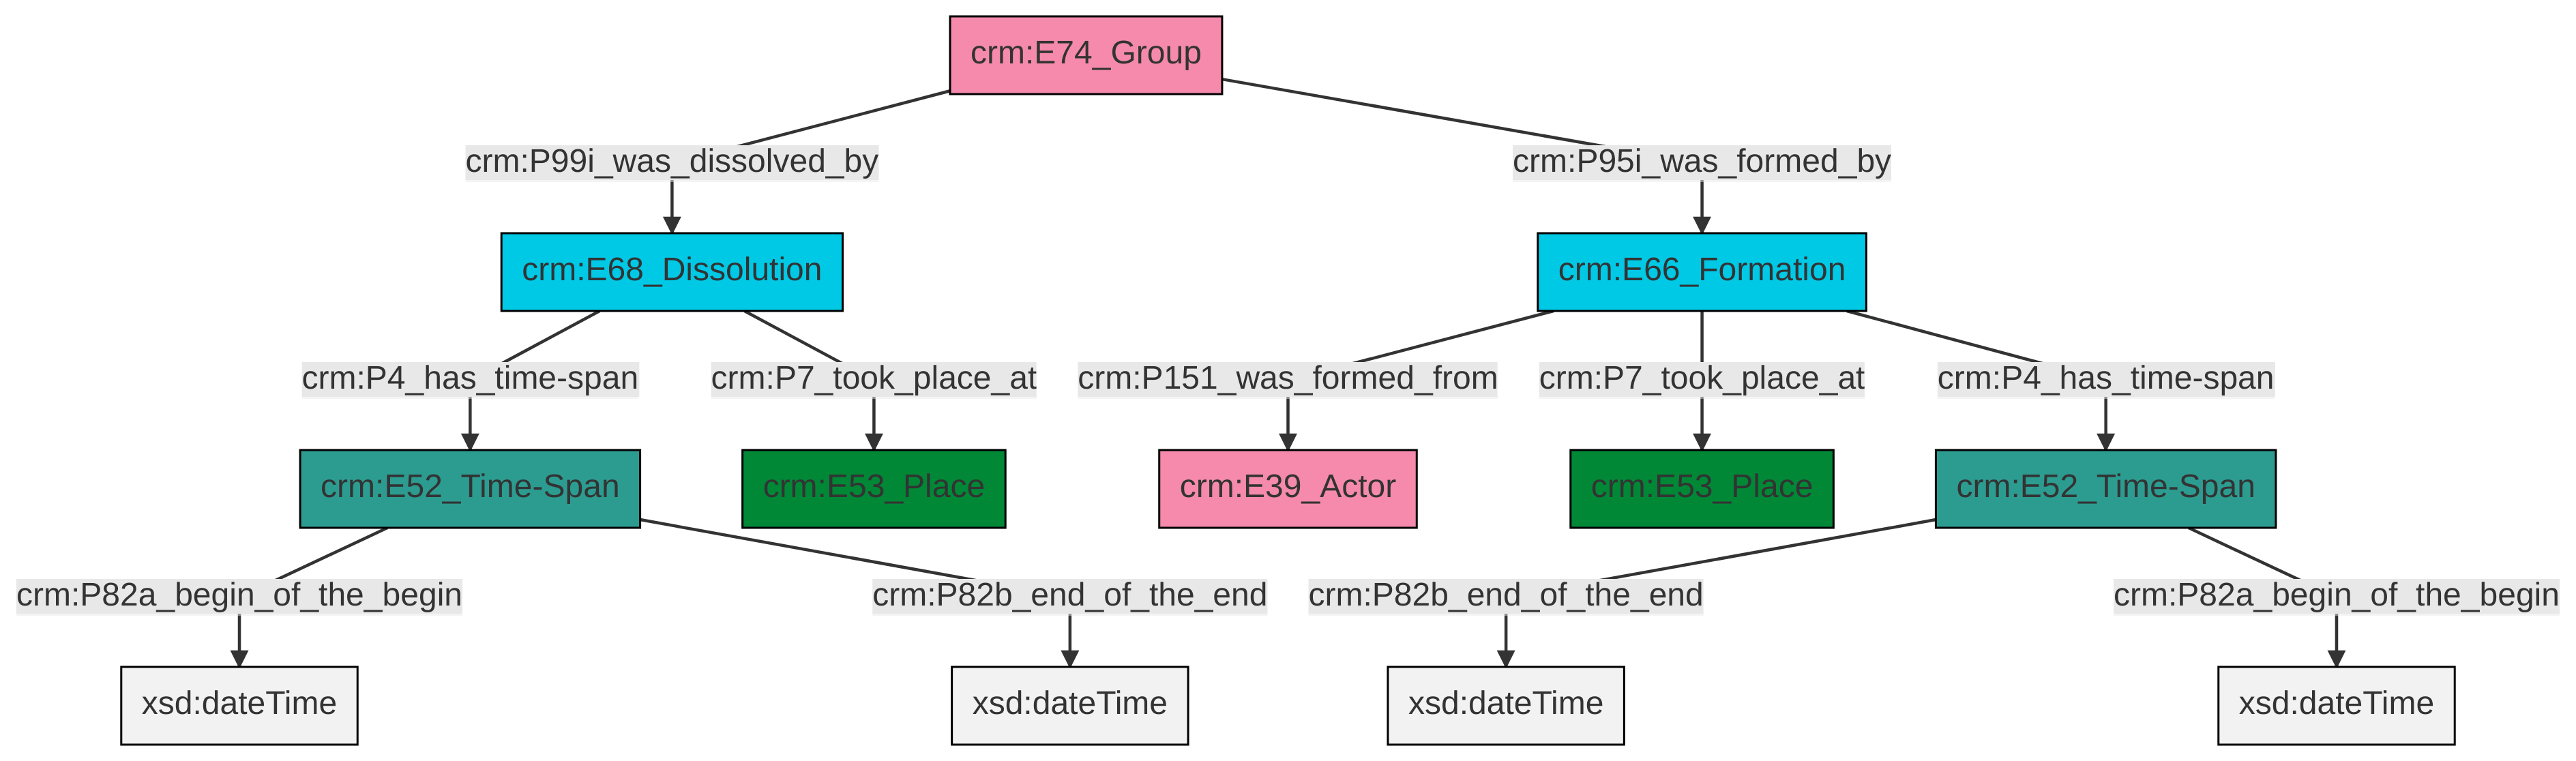 crm:E74_Group
crm:P99i_was_dissolved_by
crm:P95i_was_formed_by
crm:E68_Dissolution
crm:E66_Formation
crm:P4_has_time-span
crm:P7_took_place_at
crm:P151_was_formed_from
crm:P7_took_place_at
crm:P4_has_time-span
crm:E52_Time-Span
crm:E53_Place
crm:E39_Actor
crm:E53_Place
crm:E52_Time-Span
crm:P82a_begin_of_the_begin
crm:P82b_end_of_the_end
crm:P82b_end_of_the_end
crm:P82a_begin_of_the_begin
xsd:dateTime
xsd:dateTime
xsd:dateTime
xsd:dateTime